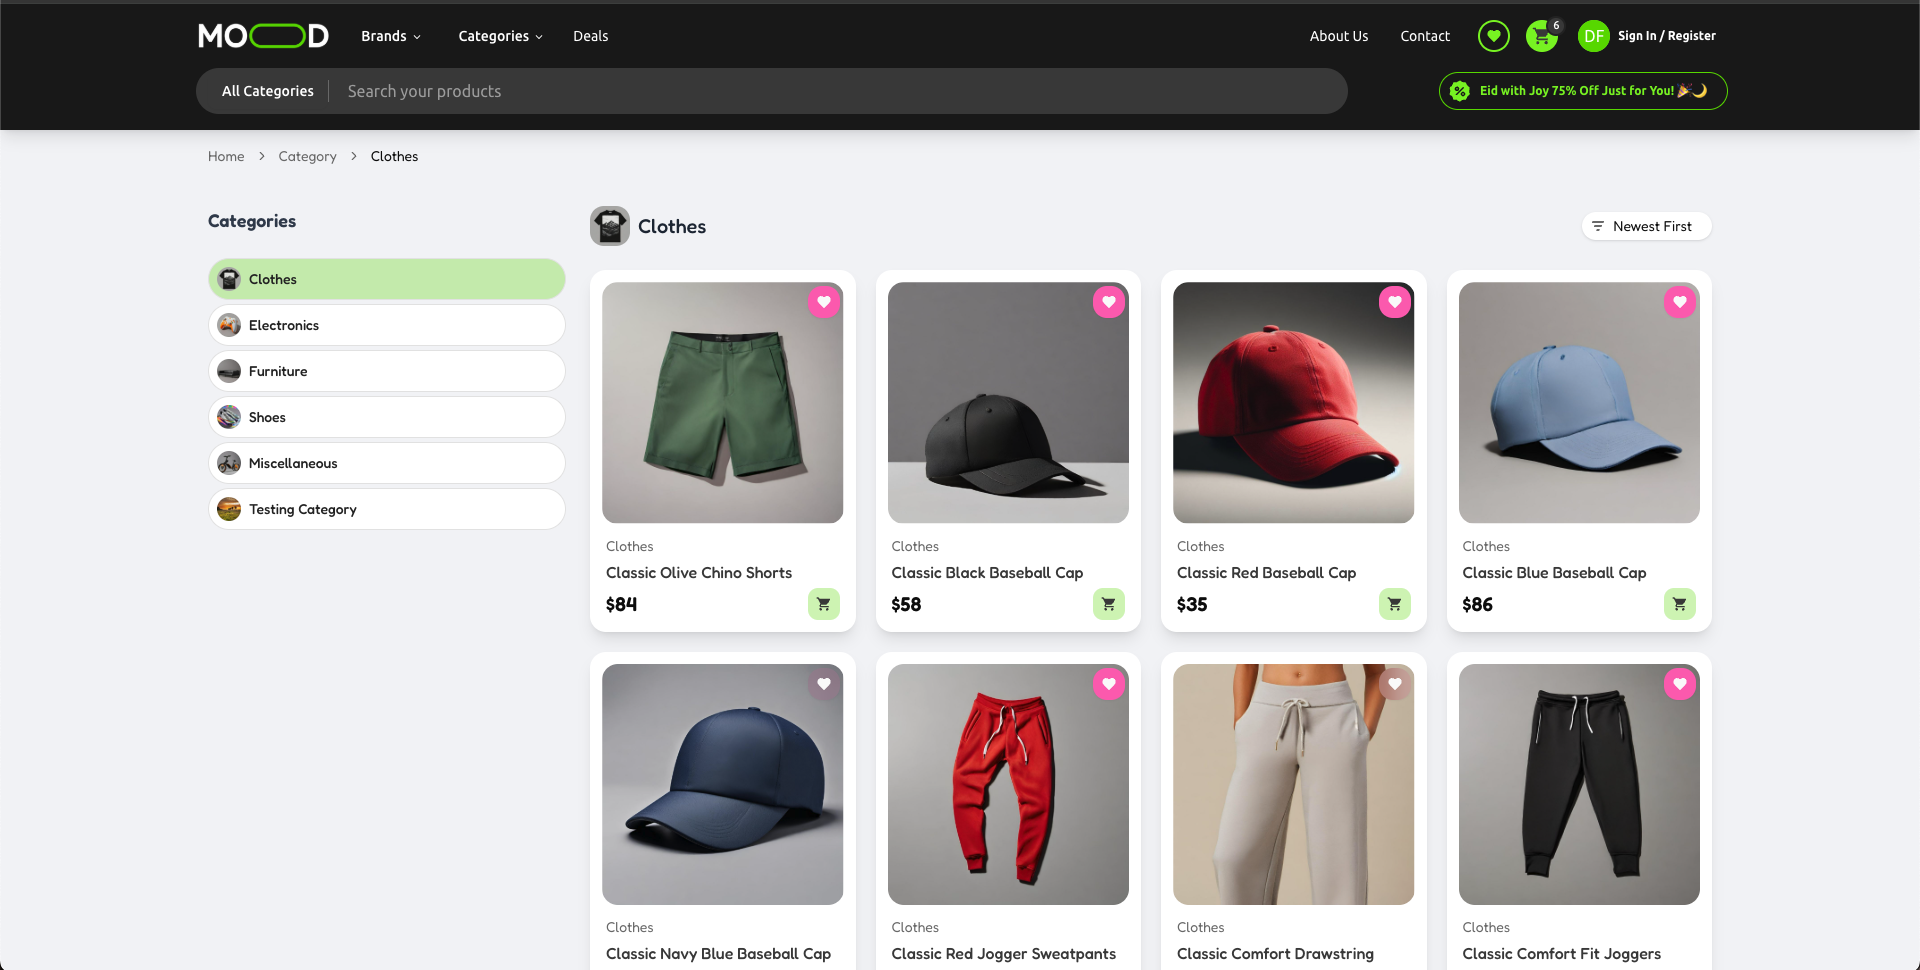 MOOOD
Brands
Categories
Deals
About Us
Contact
6
DF
Sign In / Register
All Categories
Search your products
Eid with Joy 75% Off Just for You! 🎉🌙
Home > Category > Clothes
Categories
Clothes
Electronics
Furniture
Shoes
Miscellaneous
Testing Category
Clothes
Newest First
Clothes
Classic Olive Chino Shorts
$84
Clothes
Classic Black Baseball Cap
$58
Clothes
Classic Red Baseball Cap
$35
Clothes
Classic Blue Baseball Cap
$86
Clothes
Classic Navy Blue Baseball Cap
Clothes
Classic Red Jogger Sweatpants
Clothes
Classic Comfort Drawstring
Clothes
Classic Comfort Fit Joggers